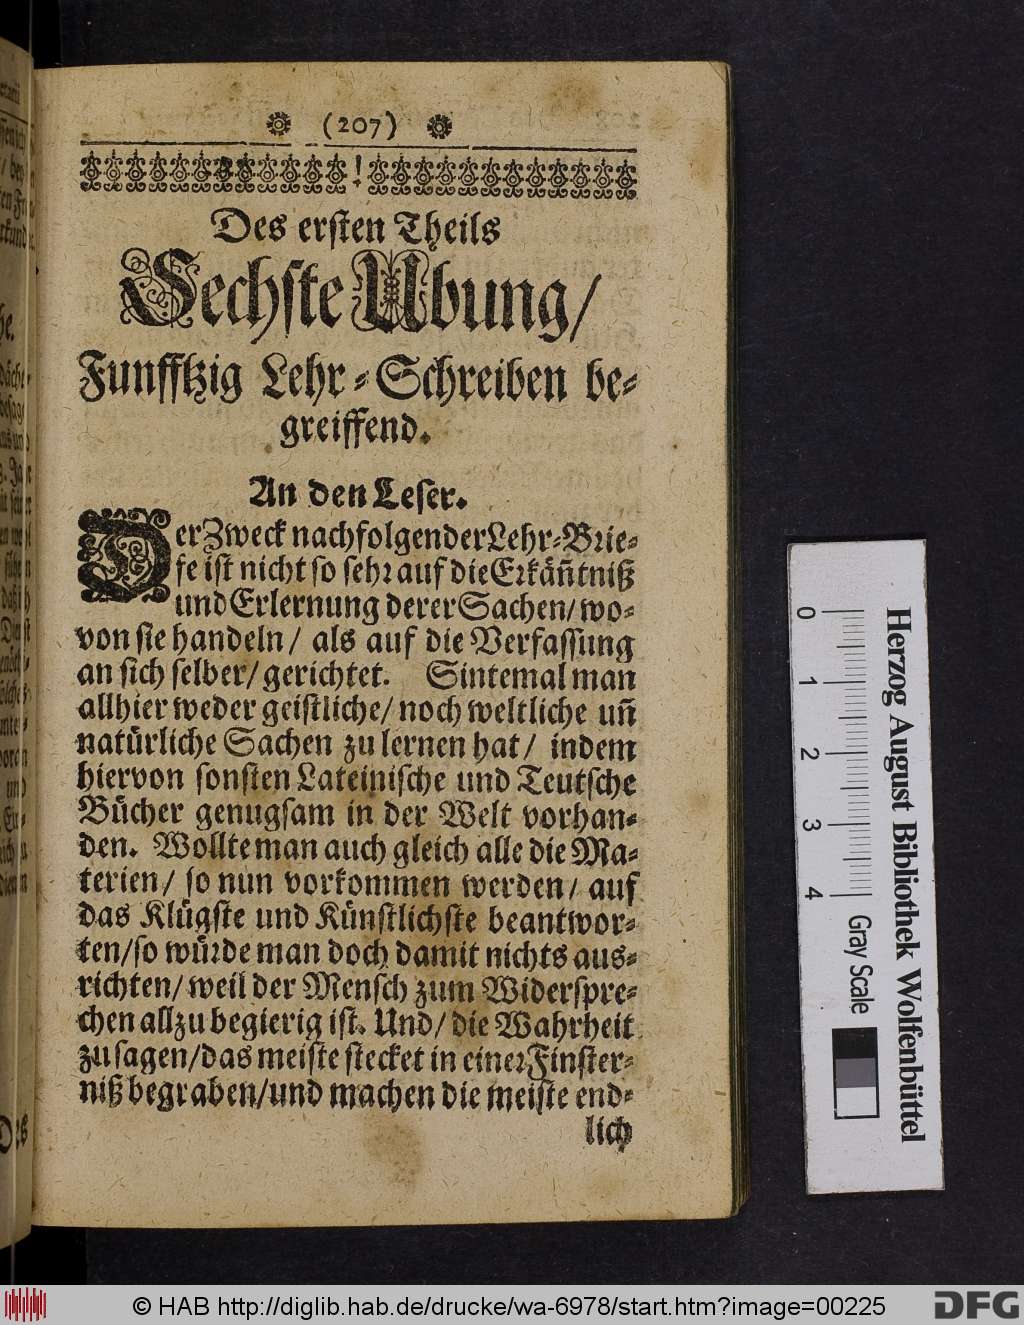 (207)
Des ersten Theils
Sechste Ubung/
Funfftzig Lehr-Schreiben be-
greiffend.
An den Leser.
Der Zweck nachfolgender Lehr-Brie-
fe ist nicht so sehr auf die Erkäñtniß
und Erlernung derer Sachen/ wo-
von sie handeln/ als auf die Verfassung
an sich selber/ gerichtet. Sintemal man
allhier weder geistliche/ noch weltliche uñ
natürliche Sachen zu lernen hat/ indem
hiervon sonsten Lateinische und Teutsche
Bücher genugsam in der Welt vorhan-
den. Wollte man auch gleich alle die Ma-
terien/ so nun vorkommen werden/ auf
das Klügste und Künstlichste beantwor-
ten/ so würde man doch damit nichts aus-
richten/ weil der Mensch zum Widerspre-
chen allzu begierig ist. Und/ die Wahrheit
zu sagen/ das meiste stecket in einer Finster-
niß begraben/ und machen die meiste end-
lich
0 1 2 3 4
Herzog August Bibliothek Wolfenbüttel
Gray Scale
© HAB http://diglib.hab.de/drucke/wa-6978/start.htm?image=00225
DFG